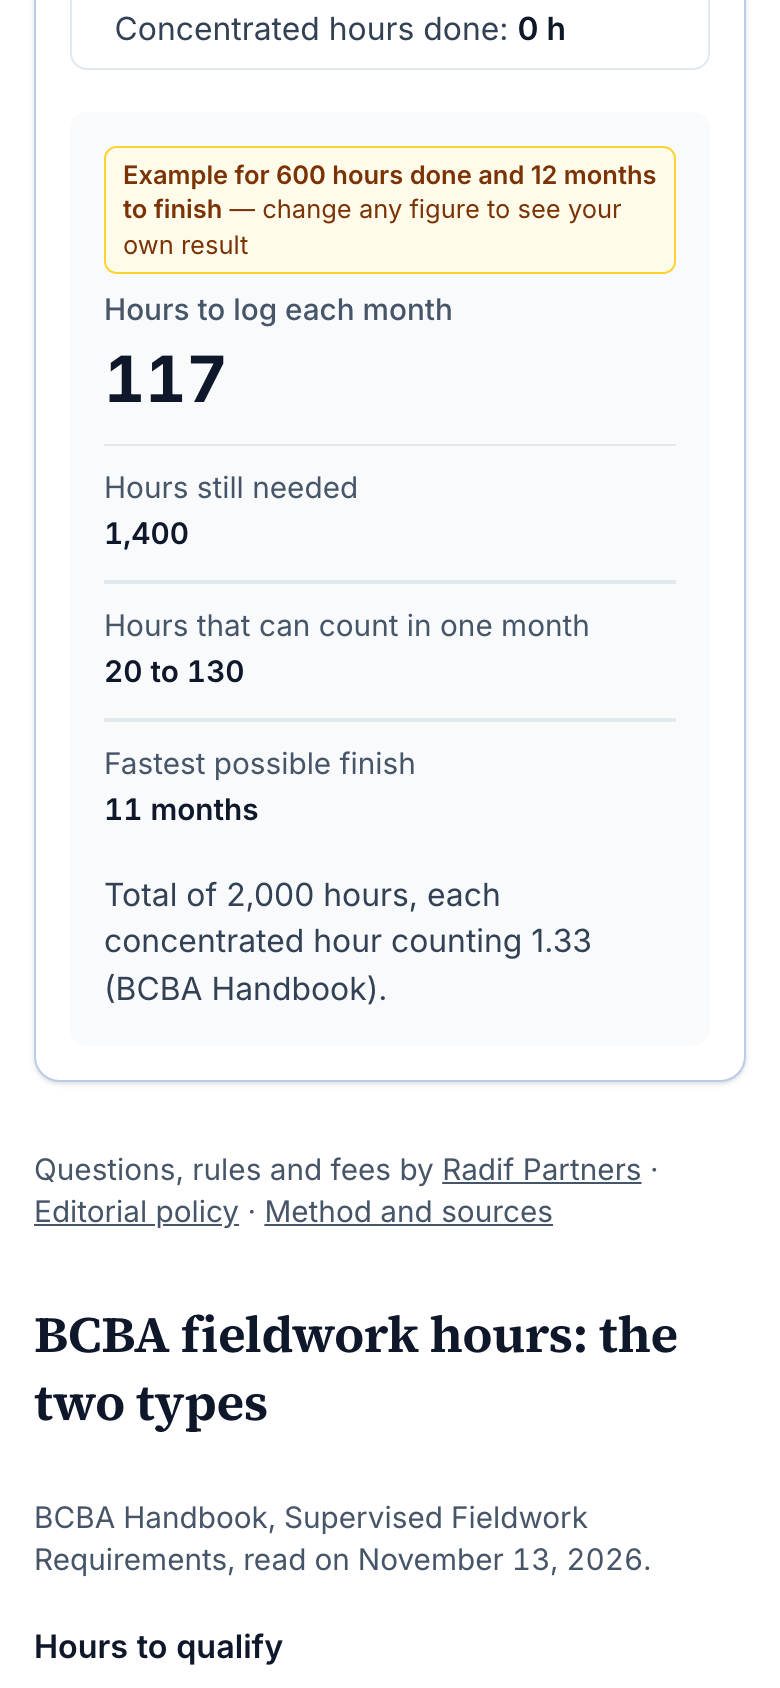 Concentrated hours done: 0 h
Example for 600 hours done and 12 months
to finish — change any figure to see your
own result
Hours to log each month
117
Hours still needed
1,400
Hours that can count in one month
20 to 130
Fastest possible finish
11 months
Total of 2,000 hours, each
concentrated hour counting 1.33
(BCBA Handbook).
Questions, rules and fees by Radif Partners ·
Editorial policy · Method and sources
BCBA fieldwork hours: the
two types
BCBA Handbook, Supervised Fieldwork
Requirements, read on November 13, 2026.
Hours to qualify